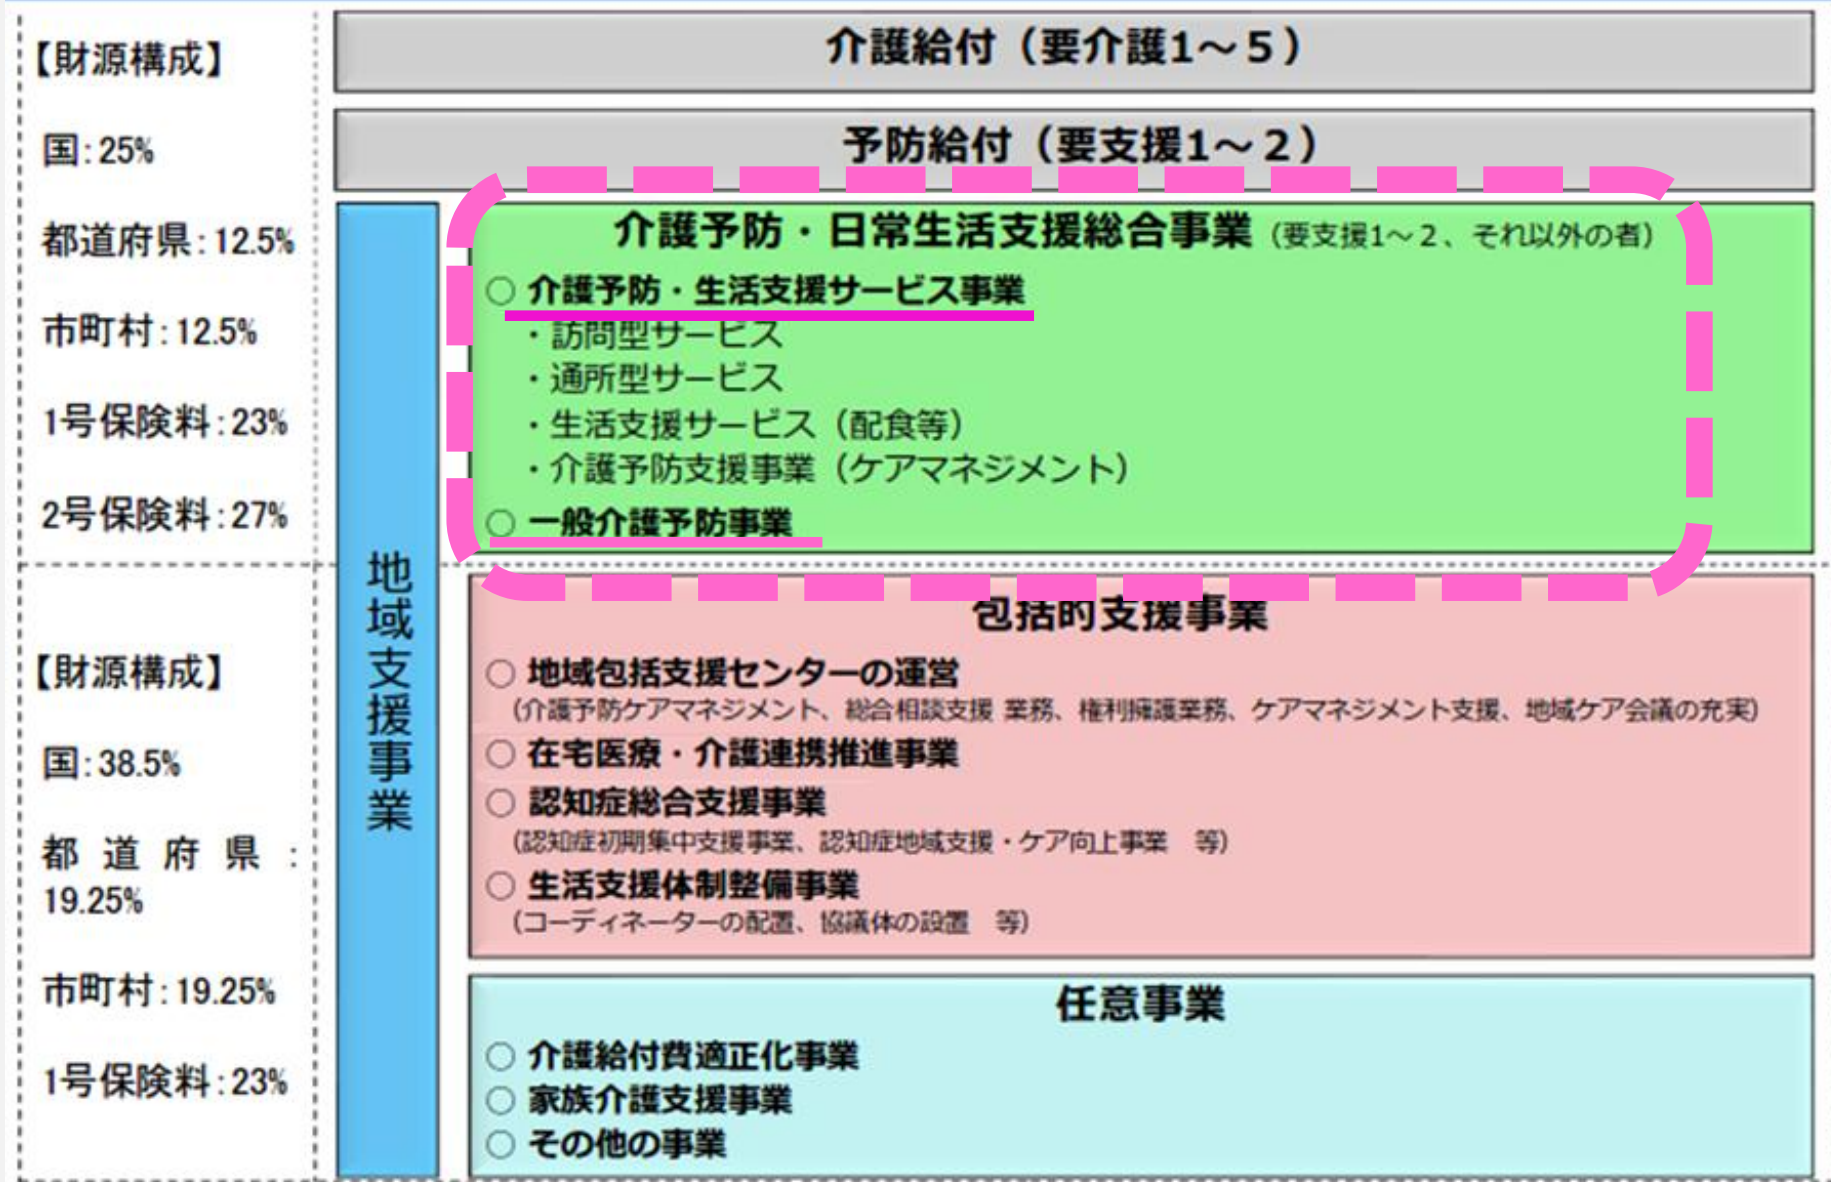 【財源構成】
国：25%
都道府県：12.5%
市町村：12.5%
1号保険料：23%
2号保険料：27%
【財源構成】
国：38.5%
都道府県：
19.25%
市町村：19.25%
1号保険料：23%
介護給付（要介護1～５）
予防給付（要支援1～２）
地域支援事業
介護予防・日常生活支援総合事業（要支援1～２、それ以外の者）
○ 介護予防・生活支援サービス事業
・訪問型サービス
・通所型サービス
・生活支援サービス（配食等）
・介護予防支援事業（ケアマネジメント）
○ 一般介護予防事業
包括的支援事業
○ 地域包括支援センターの運営
（介護予防ケアマネジメント、総合相談支援 業務、権利擁護業務、ケアマネジメント支援、地域ケア会議の充実）
○ 在宅医療・介護連携推進事業
○ 認知症総合支援事業
（認知症初期集中支援事業、認知症地域支援・ケア向上事業　等）
○ 生活支援体制整備事業
（コーディネーターの配置、協議体の設置　等）
任意事業
○ 介護給付費適正化事業
○ 家族介護支援事業
○ その他の事業